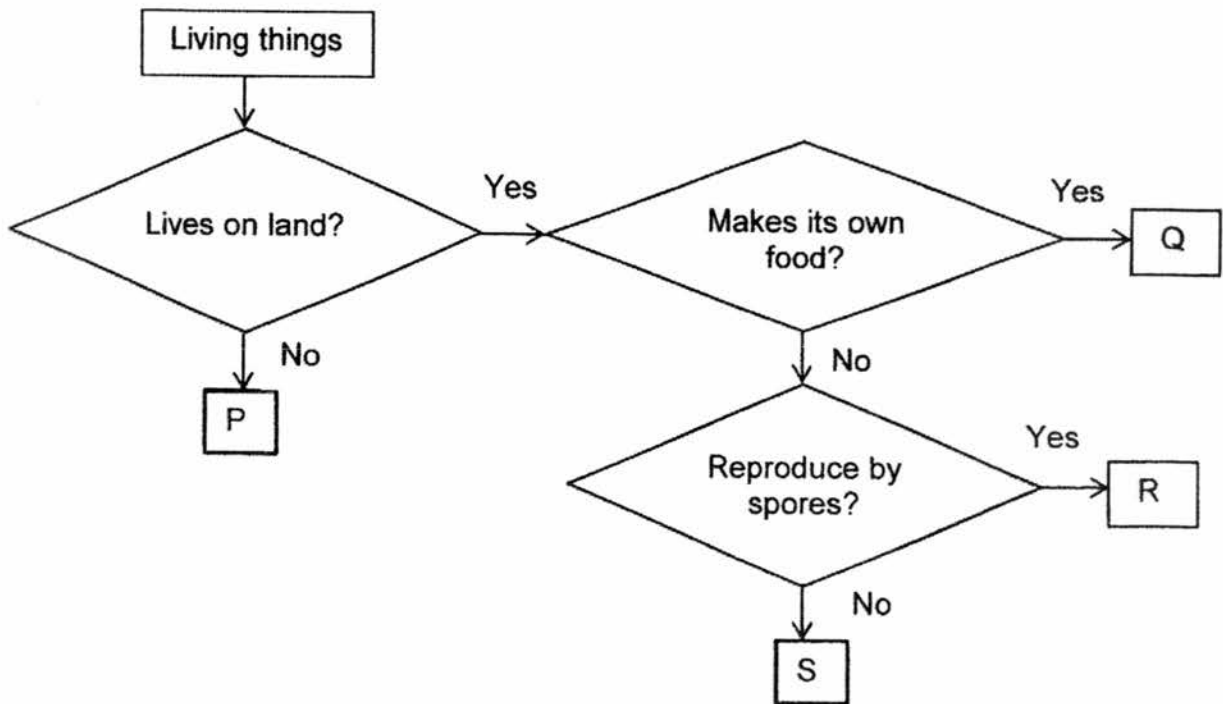 Living things
Lives on land?
Yes
Makes its own
food?
Yes
Q
No
P
No
Reproduce by
spores?
Yes
R
No
S